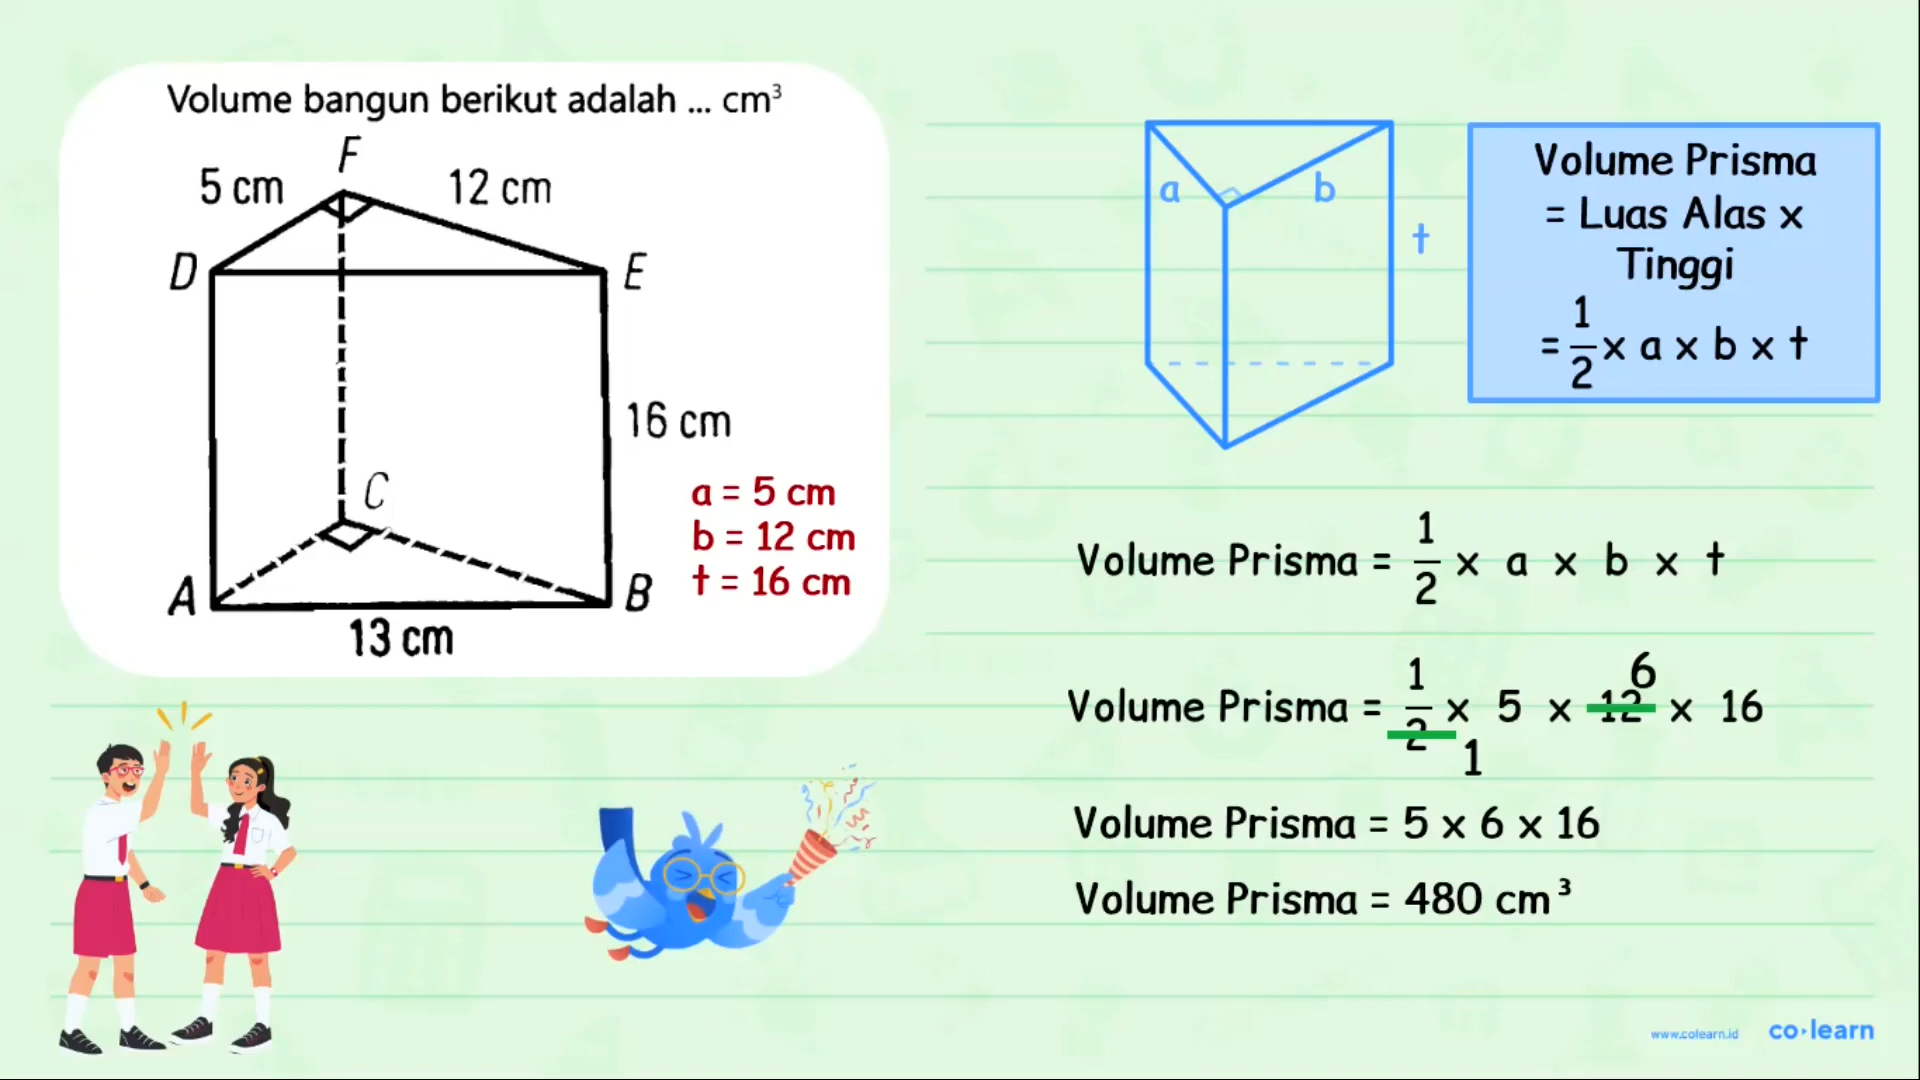 Volume bangun berikut adalah ... cm³
F
5 cm
12 cm
D
E
16 cm
C
a = 5 cm
b = 12 cm
t = 16 cm
A
B
13 cm
a
b
t
Volume Prisma
= Luas Alas x
Tinggi
= 1/2 x a x b x t
Volume Prisma = 1/2 x a x b x t
Volume Prisma = 1/2 x 5 x 12 x 16
6
1
Volume Prisma = 5 x 6 x 16
Volume Prisma = 480 cm³
www.colearn.id
co·learn